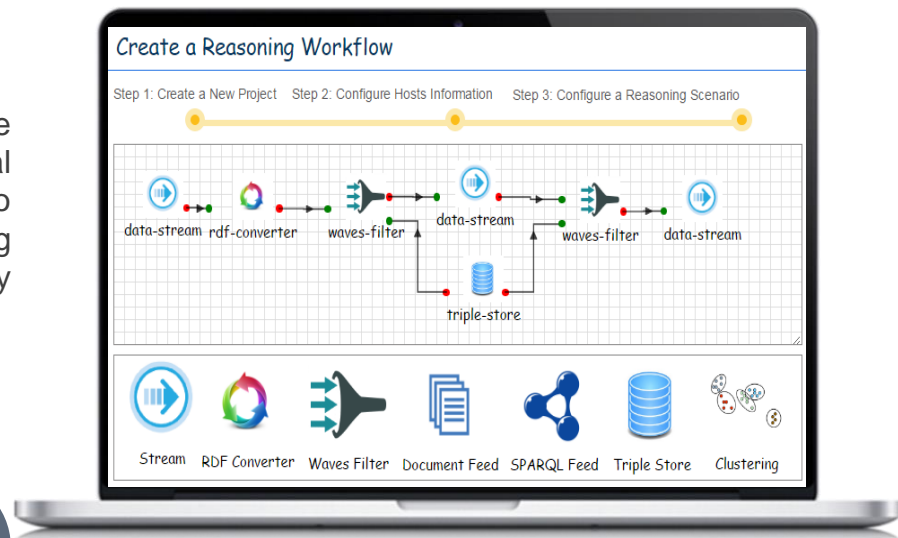 Create a Reasoning Workflow
Step 1: Create a New Project Step 2: Configure Hosts Information Step 3: Configure a Reasoning Scenario
e
al
o
g
y
data-stream rdf-converter waves-filter data-stream waves-filter data-stream
triple-store
Stream RDF Converter Waves Filter Document Feed SPARQL Feed Triple Store Clustering